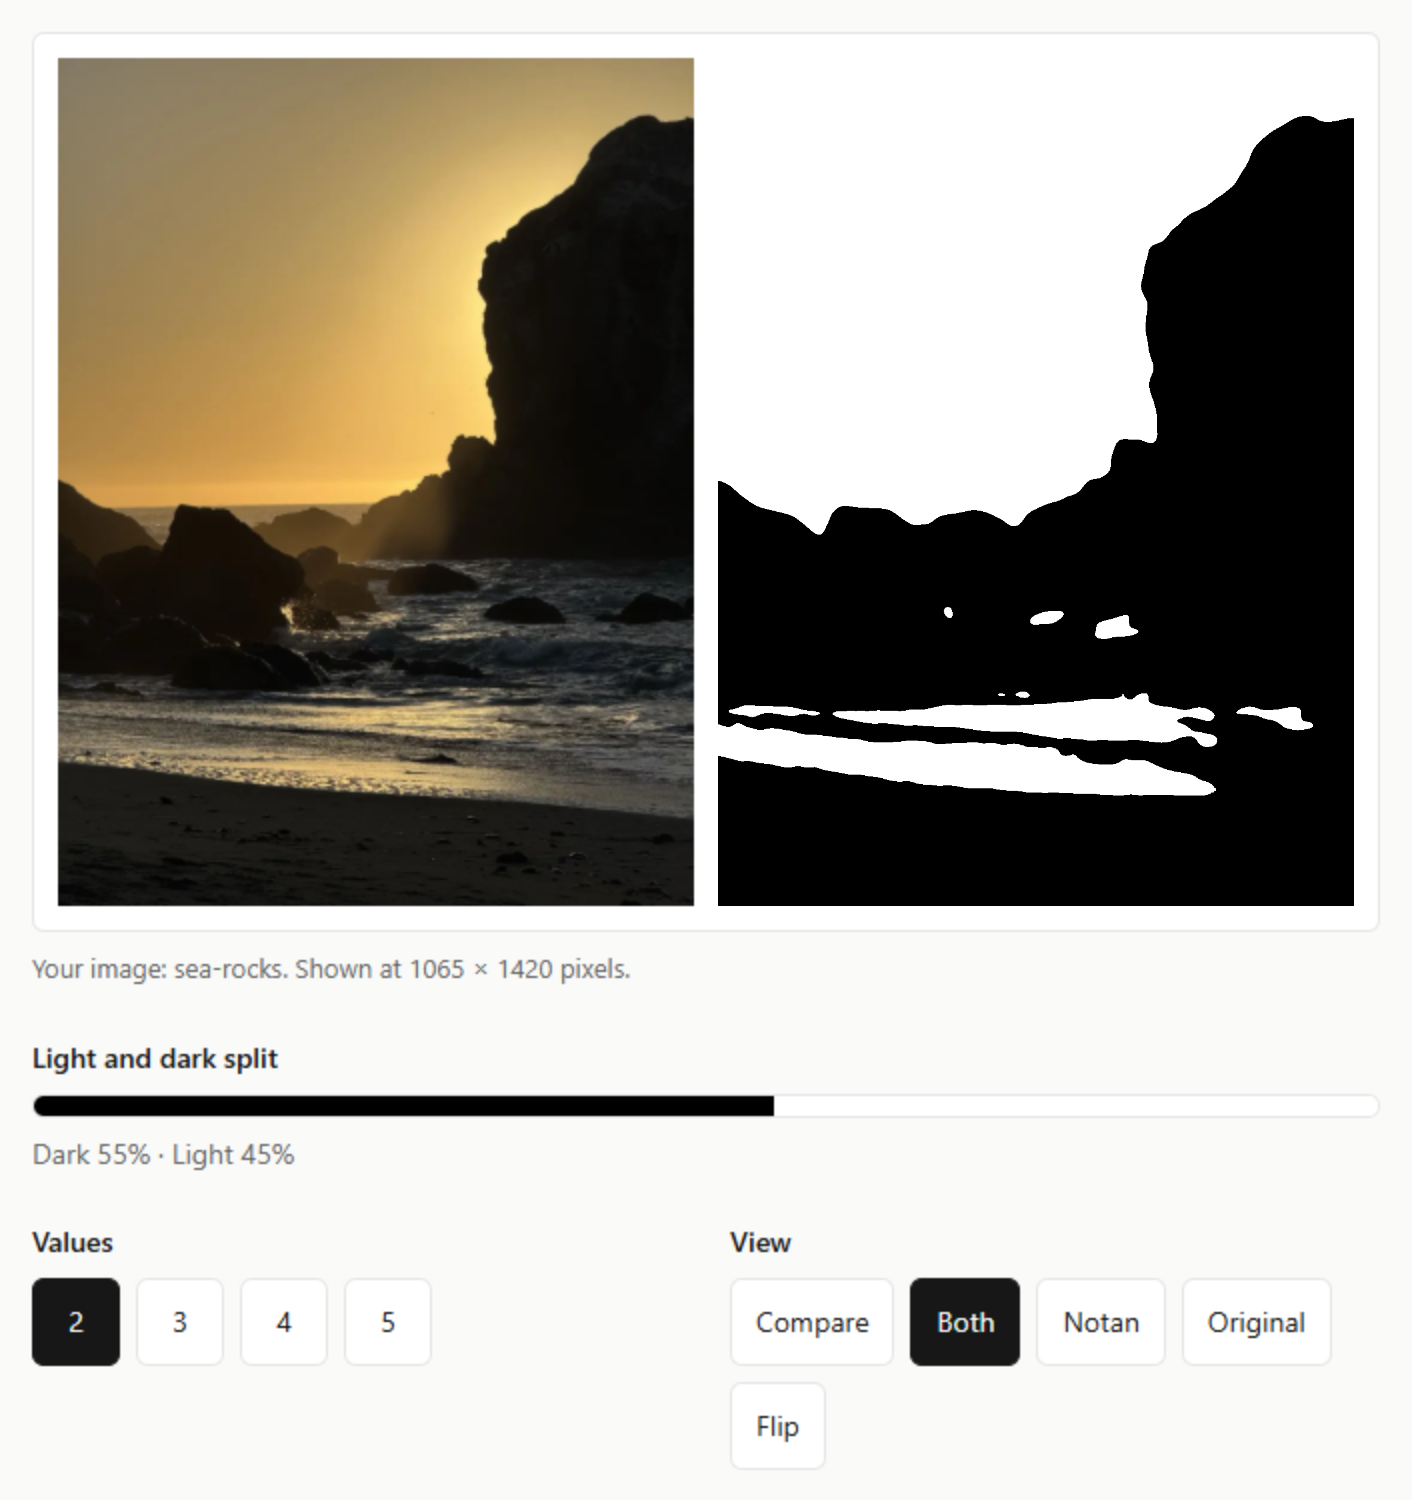 Your image: sea-rocks. Shown at 1065 × 1420 pixels.
Light and dark split
Dark 55% · Light 45%
Values
2 3 4 5
View
Compare Both Notan Original
Flip